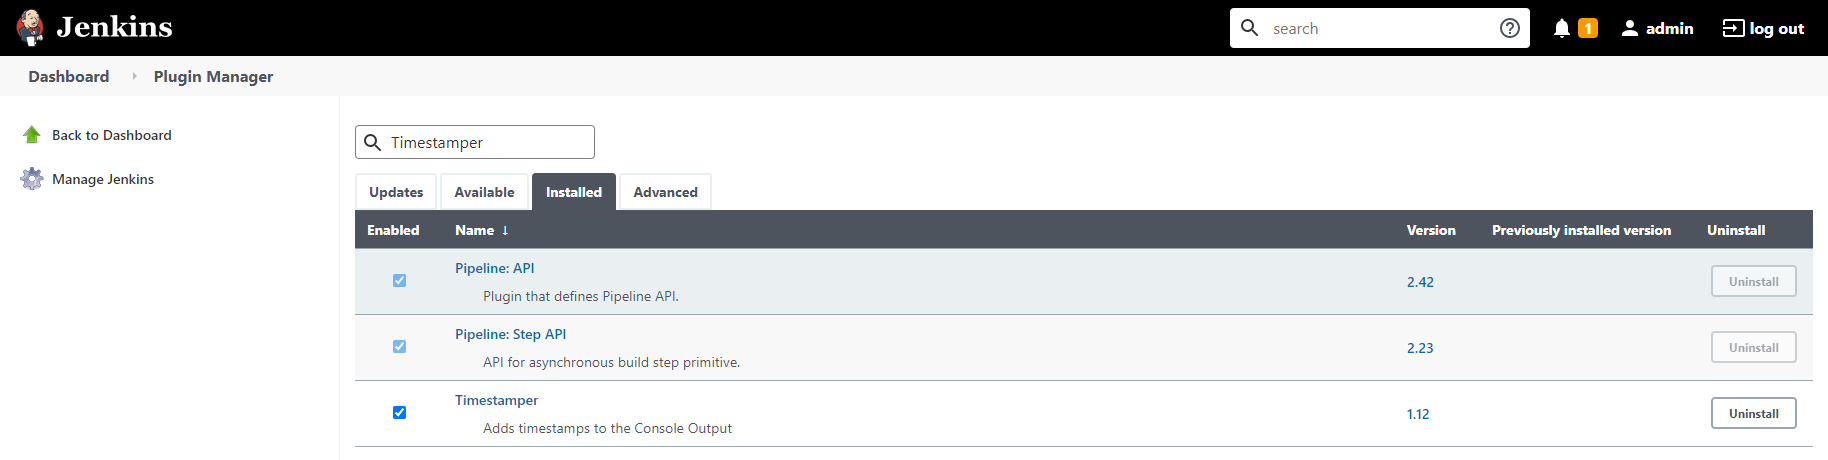 Jenkins
search
1
admin
log out
Dashboard
Plugin Manager
Back to Dashboard
Manage Jenkins
Timestamper
Updates
Available
Installed
Advanced
Enabled Name ↓ Version Previously installed version Uninstall
Pipeline: API
Plugin that defines Pipeline API.
2.42
Uninstall
Pipeline: Step API
API for asynchronous build step primitive.
2.23
Uninstall
Timestamper
Adds timestamps to the Console Output
1.12
Uninstall